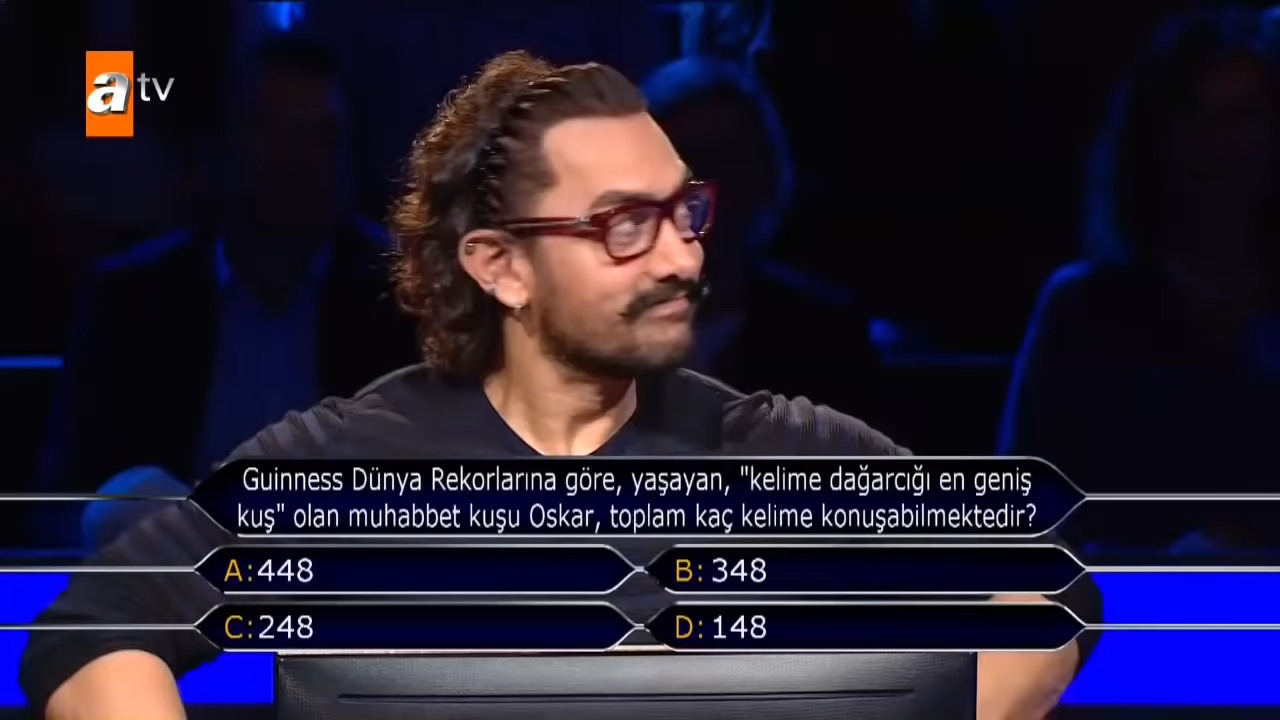 atv
Guinness Dünya Rekorlarına göre, yaşayan, "kelime dağarcığı en geniş
kuş" olan muhabbet kuşu Oskar, toplam kaç kelime konuşabilmektedir?
A: 448
B: 348
C: 248
D: 148